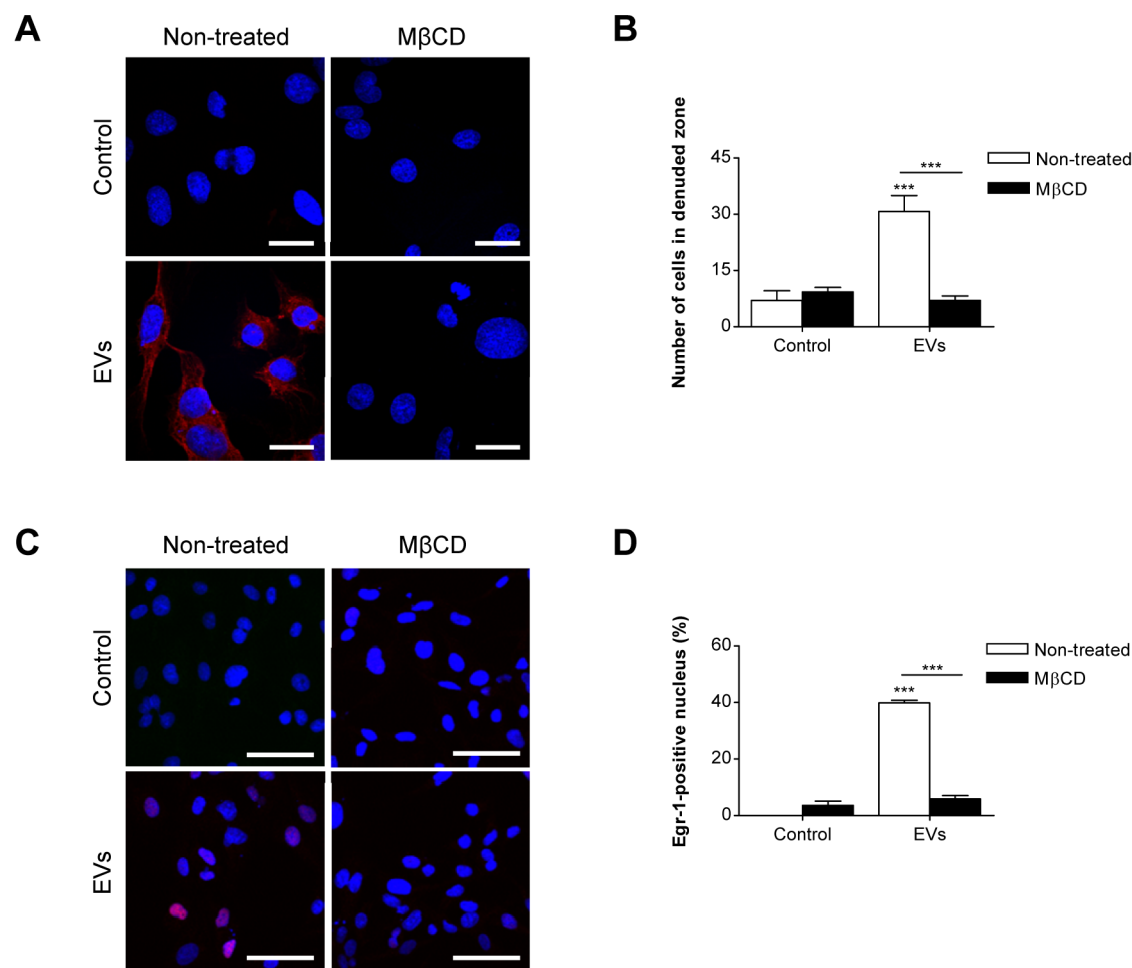 A
Non-treated MβCD
Control
EVs
B
Number of cells in denuded zone
45
30
15
0
***
***
Control EVs
Non-treated
MβCD
C
Non-treated MβCD
Control
EVs
D
Egr-1-positive nucleus (%)
60
40
20
0
***
***
Control EVs
Non-treated
MβCD